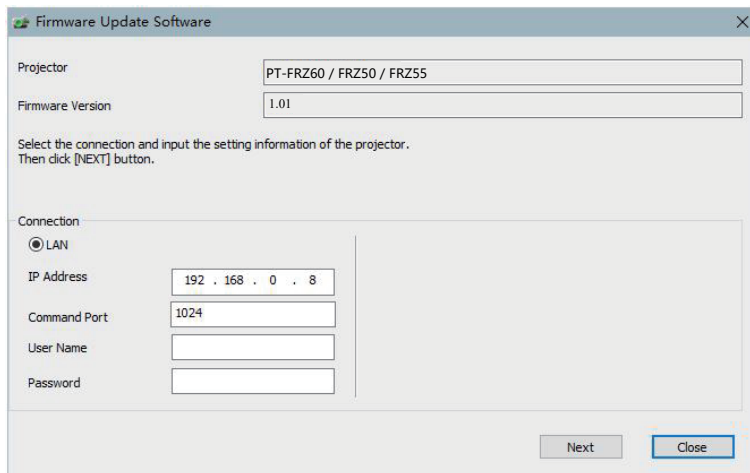 Firmware Update Software
Projector PT-FRZ60 / FRZ50 / FRZ55
Firmware Version 1.01
Select the connection and input the setting information of the projector.
Then click [NEXT] button.
Connection
LAN
IP Address 192 . 168 . 0 . 8
Command Port 1024
User Name
Password
Next Close